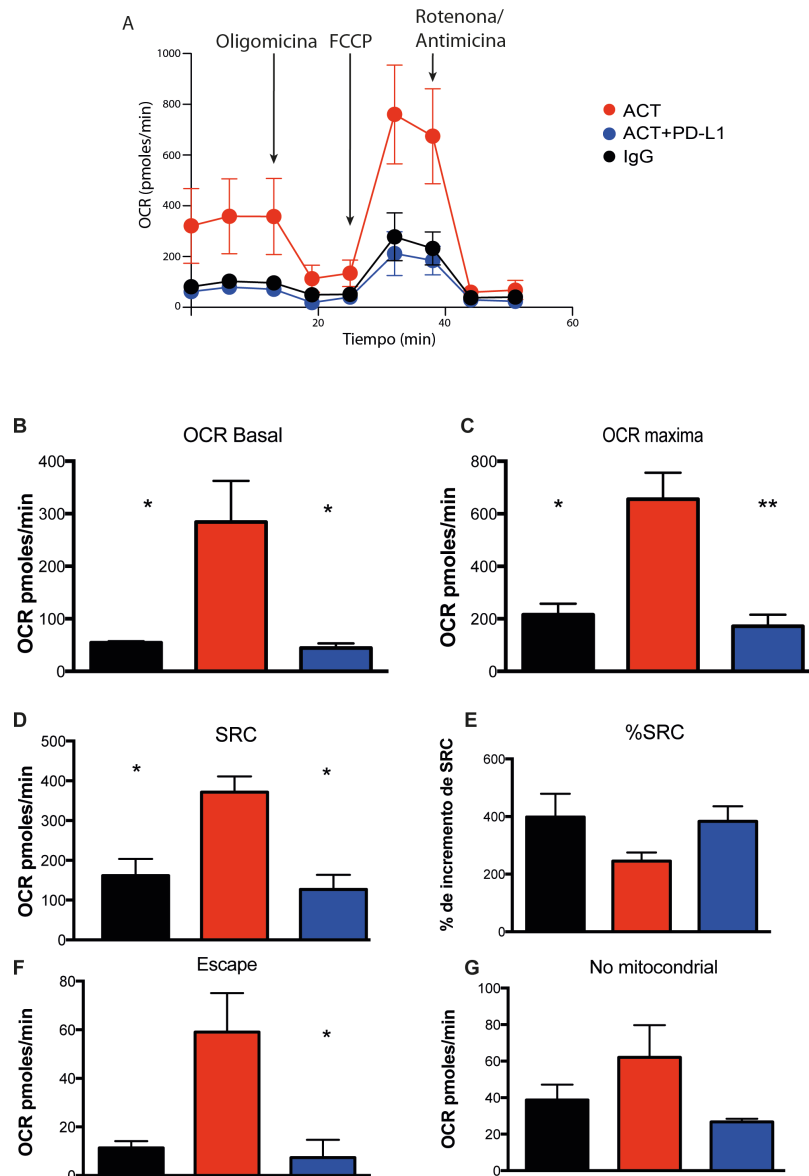 A
Oligomicina
FCCP
Rotenona/
Antimicina
OCR (pmoles/min)
1000
800
600
400
200
0
20
40
60
Tiempo (min)
ACT
ACT+PD-L1
IgG
B
OCR Basal
OCR pmoles/min
400
300
200
100
0
*
*
C
OCR maxima
OCR pmoles/min
800
600
400
200
0
*
**
D
SRC
OCR pmoles/min
500
400
300
200
100
0
*
*
E
%SRC
% de incremento de SRC
600
400
200
0
F
Escape
OCR pmoles/min
80
60
40
20
0
*
G
No mitocondrial
OCR pmoles/min
100
80
60
40
20
0